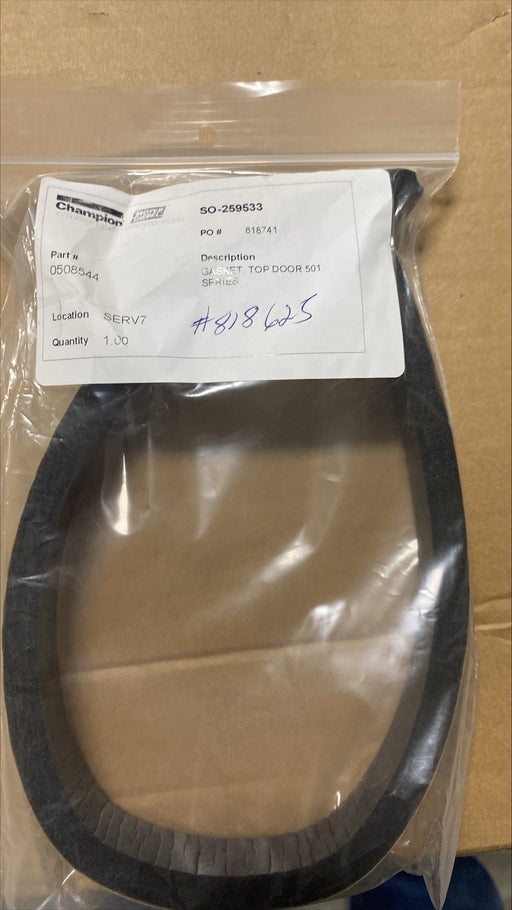 Champion
SO-259533
PO # 818741
Part #
0508544
Description
GASKET TOP DOOR 501
SERIES
Location SERV7
#818625
Quantity 1.00